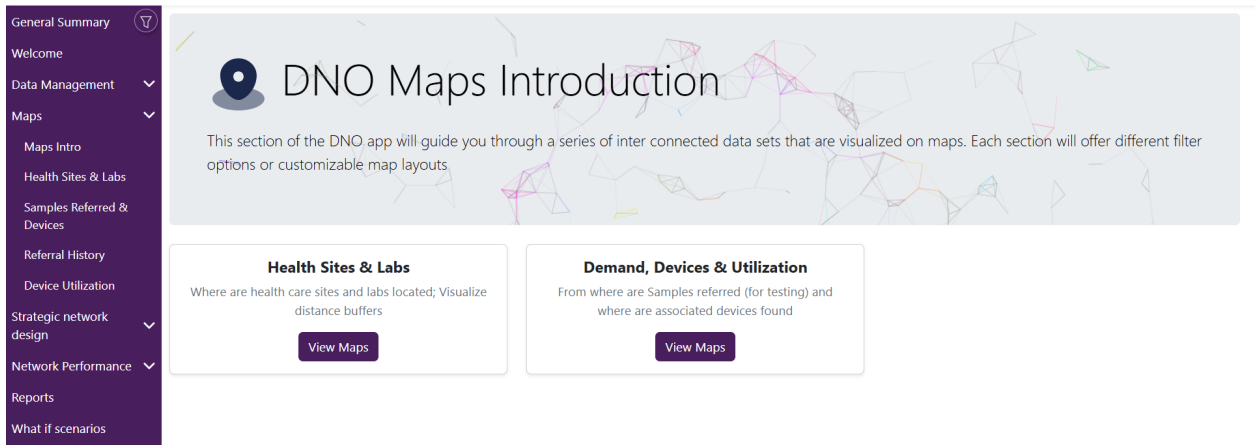 General Summary
Welcome
Data Management
Maps
Maps Intro
Health Sites & Labs
Samples Referred &
Devices
Referral History
Device Utilization
Strategic network
design
Network Performance
Reports
What if scenarios
DNO Maps Introduction
This section of the DNO app will guide you through a series of inter connected data sets that are visualized on maps. Each section will offer different filter
options or customizable map layouts
Health Sites & Labs
Where are health care sites and labs located; Visualize
distance buffers
View Maps
Demand, Devices & Utilization
From where are Samples referred (for testing) and
where are associated devices found
View Maps